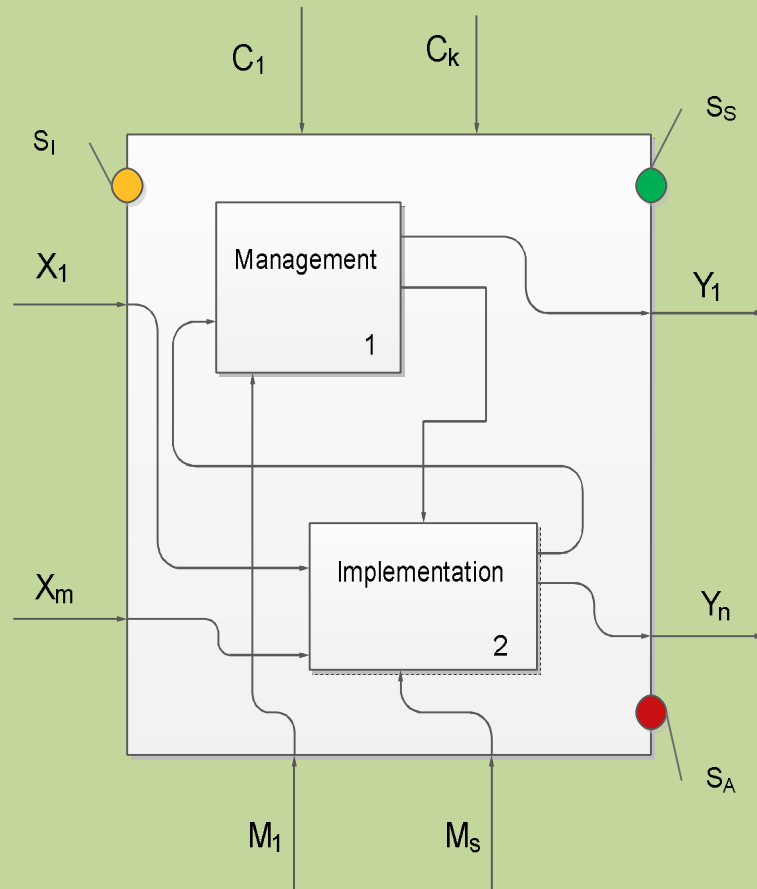 C1
Ck
SI
SS
X1
Management
1
Y1
Xm
Implementation
2
Yn
SA
M1
Ms